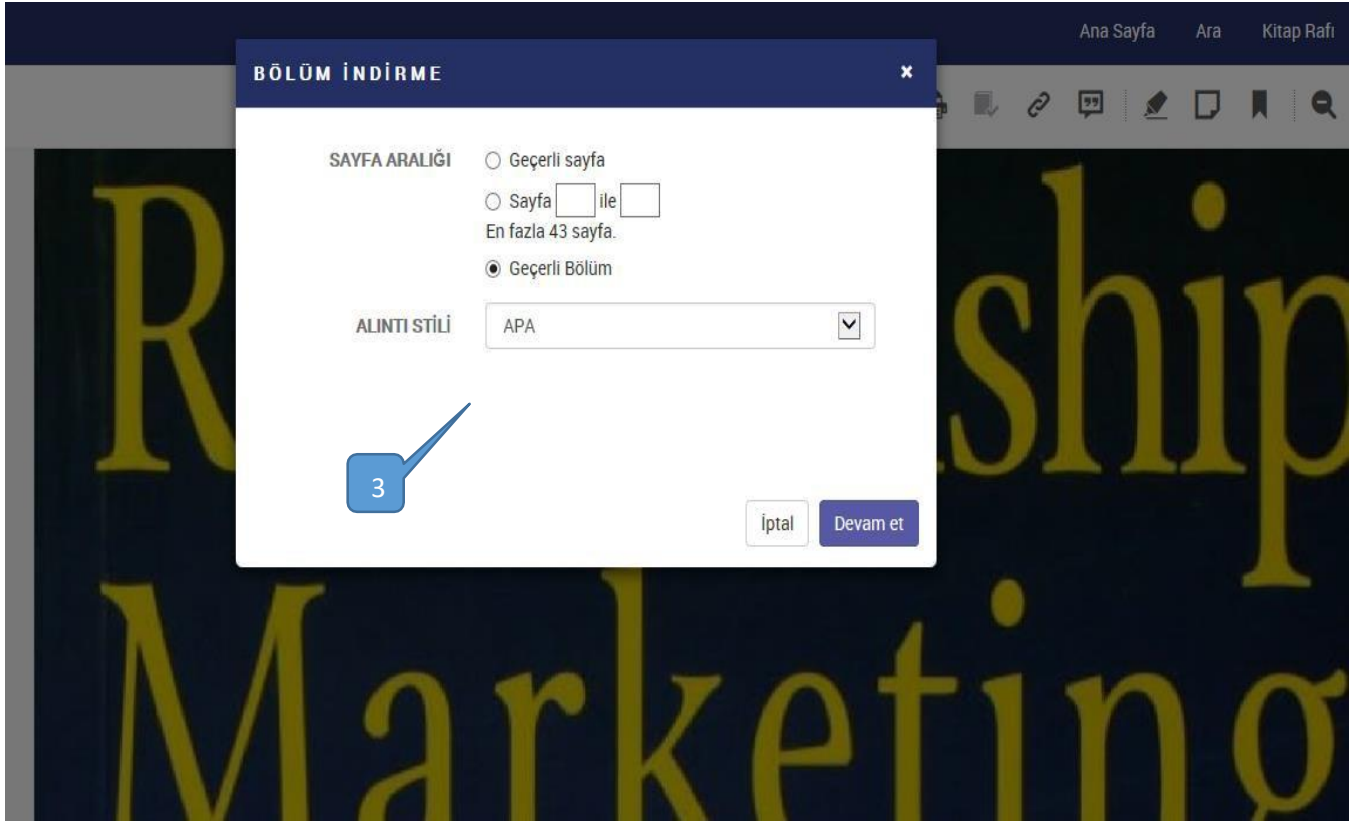 Ana Sayfa Ara Kitap Rafı
BÖLÜM İNDİRME ×
SAYFA ARALIĞI Geçerli sayfa
Sayfa ile
En fazla 43 sayfa.
Geçerli Bölüm
ALINTI STİLİ APA
3
İptal Devam et
ship
Marketing